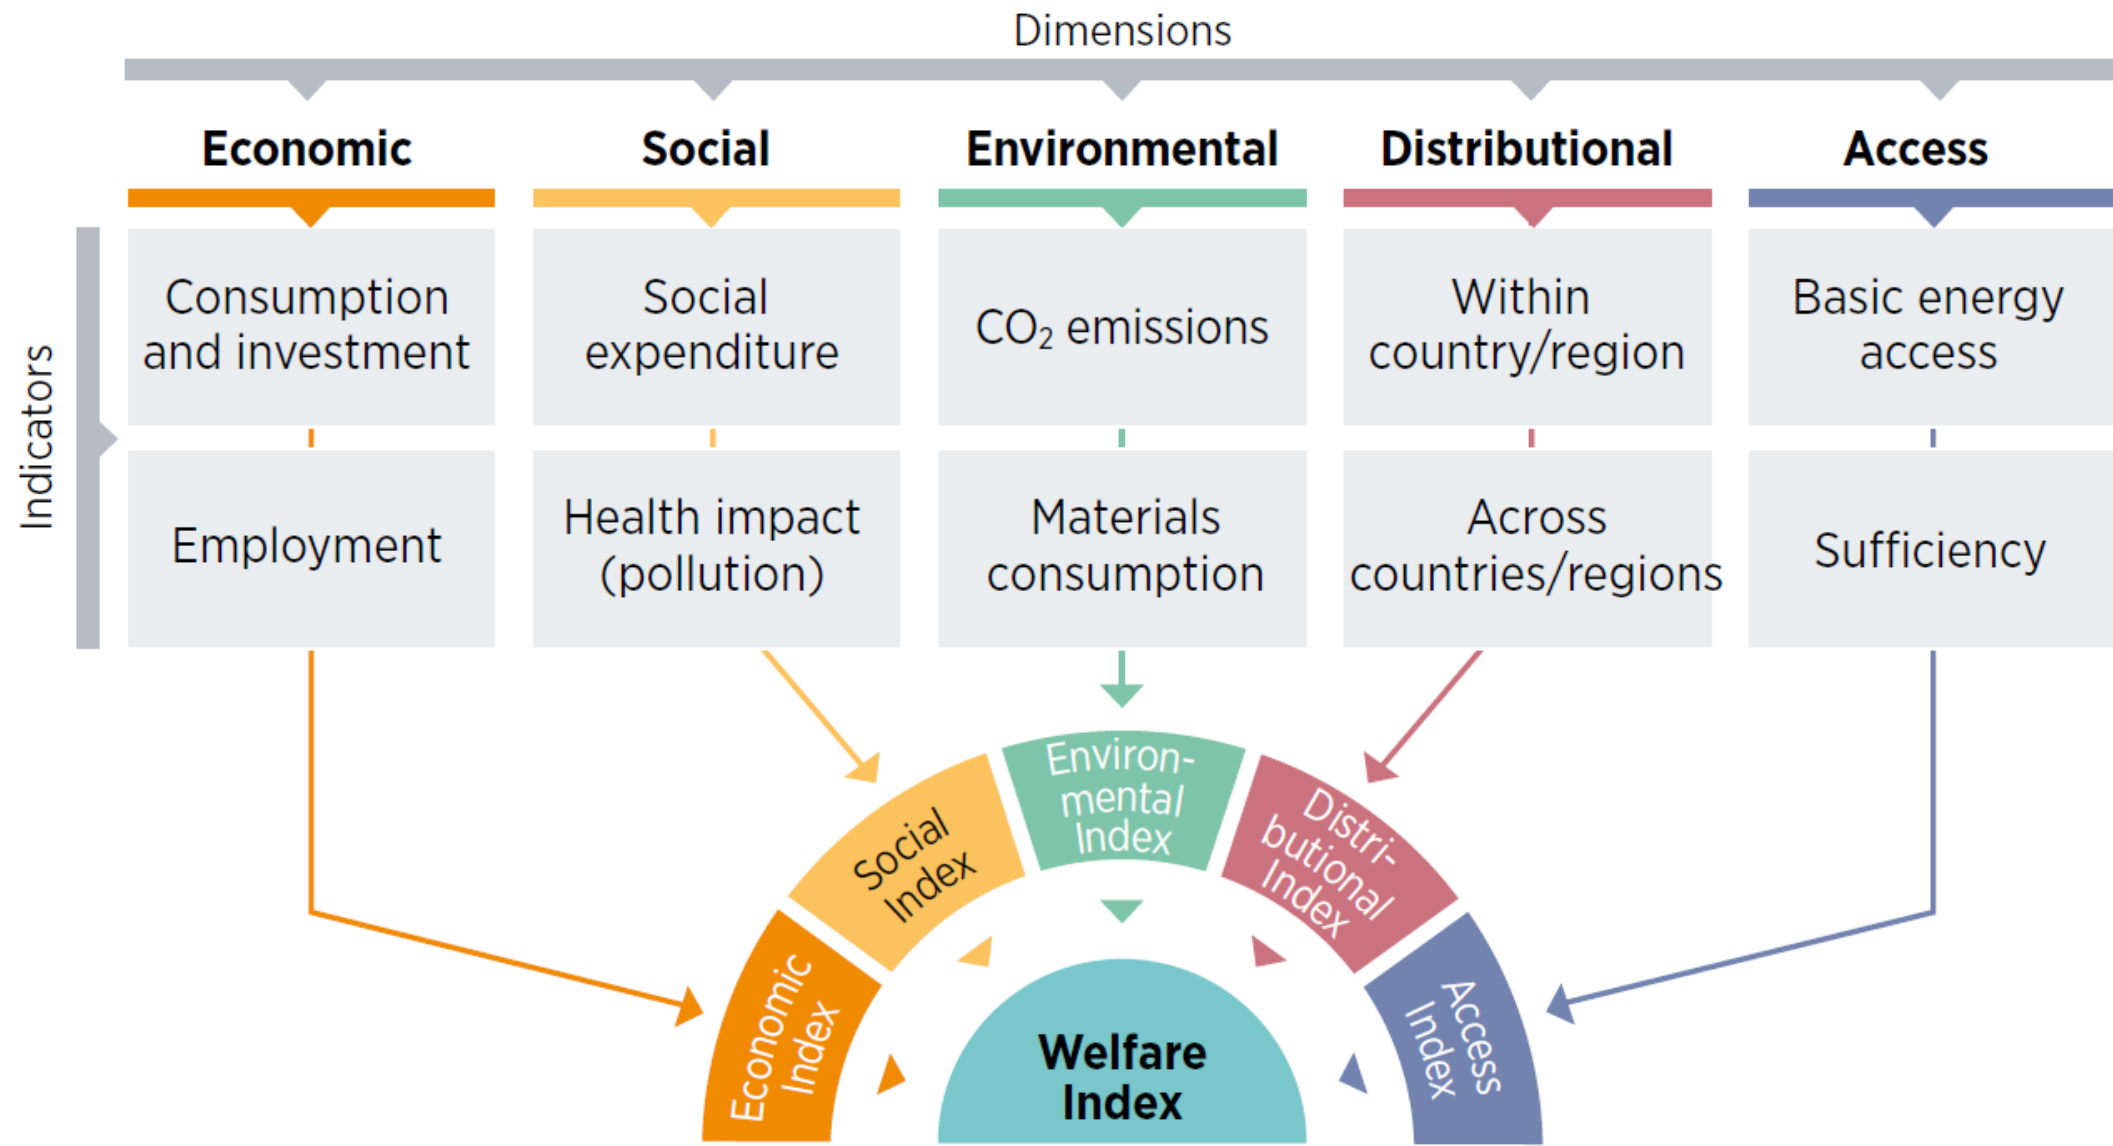 Dimensions
Economic
Social
Environmental
Distributional
Access
Indicators
Consumption
and investment
Social
expenditure
CO₂ emissions
Within
country/region
Basic energy
access
Employment
Health impact
(pollution)
Materials
consumption
Across
countries/regions
Sufficiency
Economic
Index
Social
Index
Environ-
mental
Index
Distri-
butional
Index
Access
Index
Welfare
Index